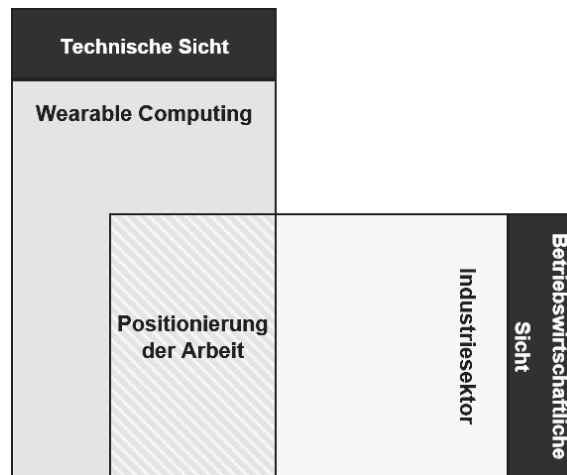 Technische Sicht
Wearable Computing
Positionierung
der Arbeit
Industriesektor
Betriebswirtschaftliche
Sicht